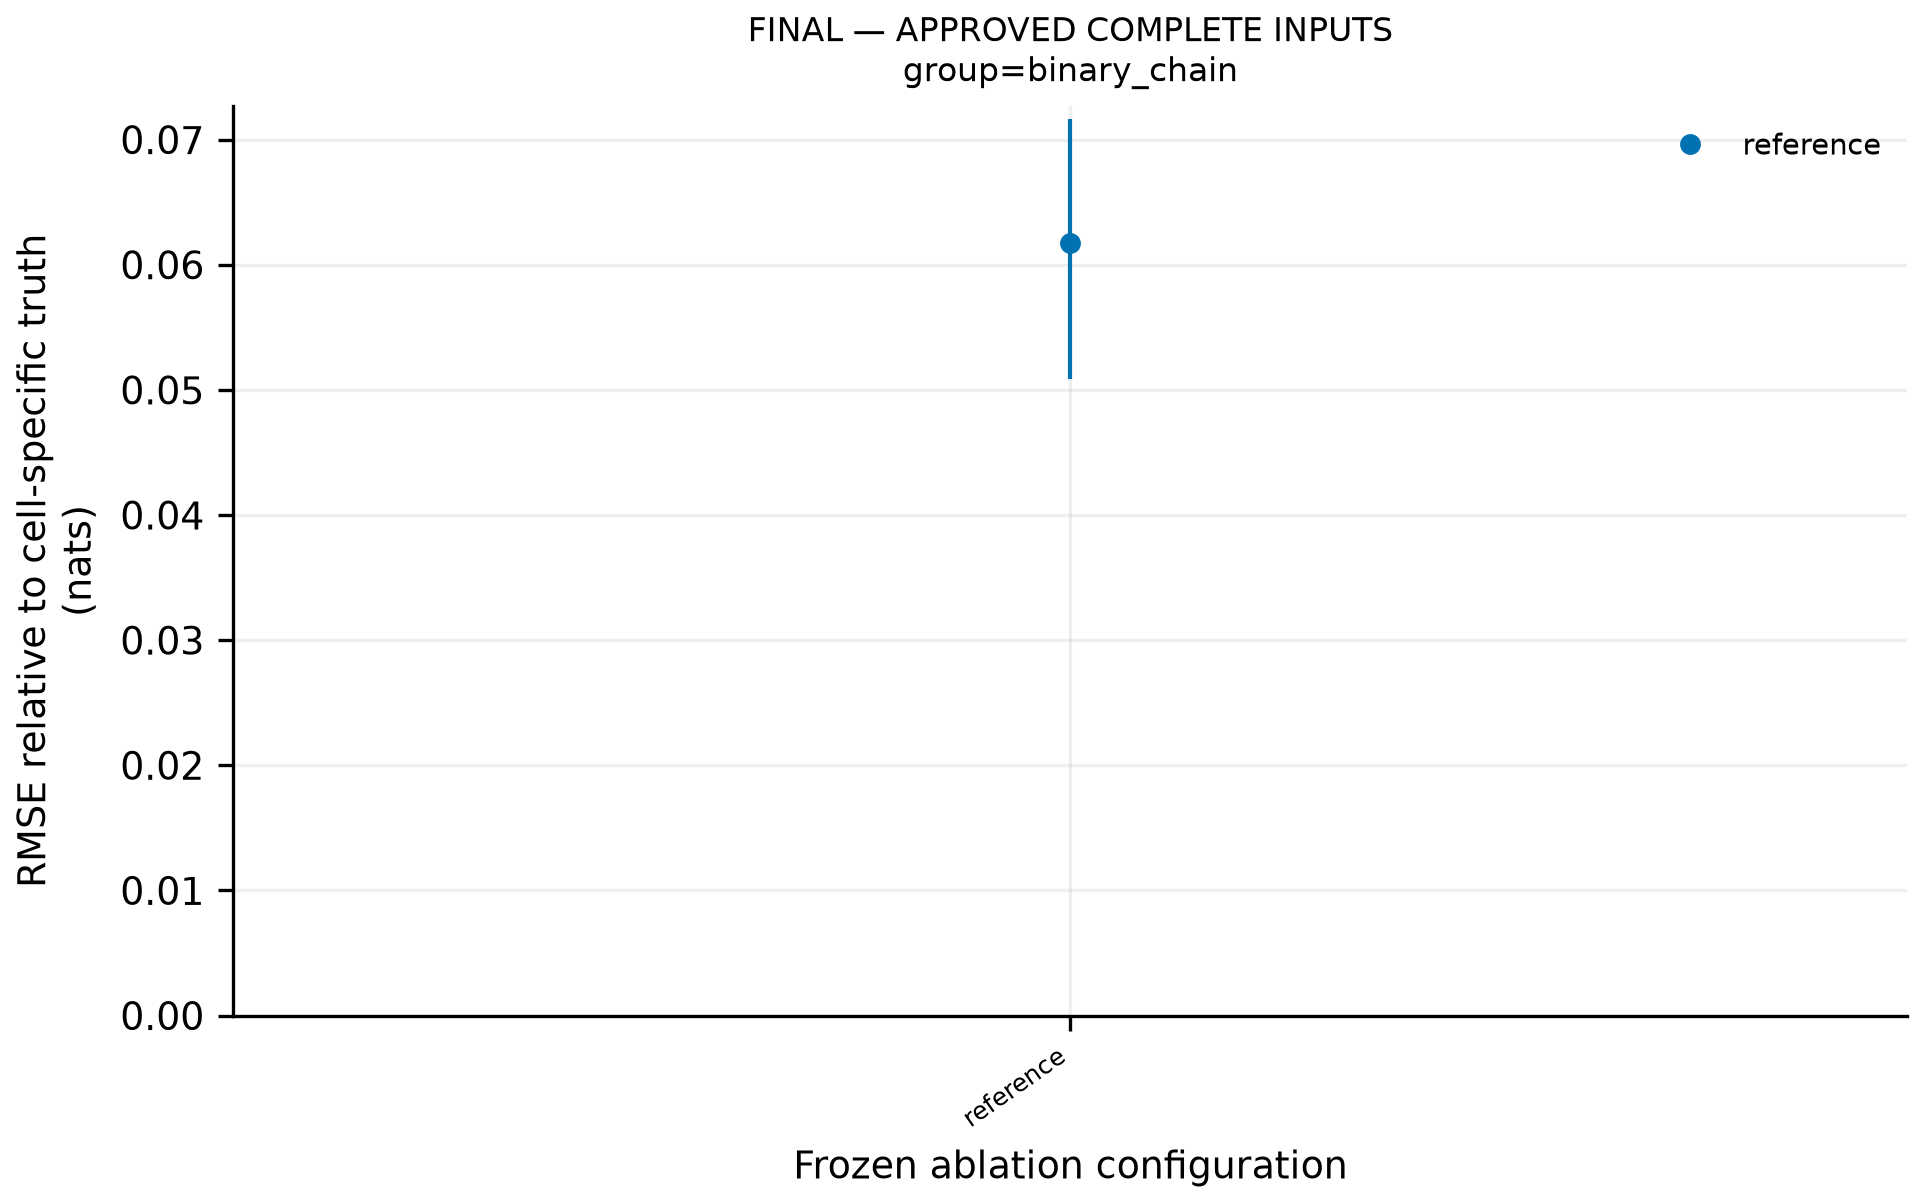 FINAL — APPROVED COMPLETE INPUTS
group=binary_chain
RMSE relative to cell-specific truth
(nats)
0.07
0.06
0.05
0.04
0.03
0.02
0.01
0.00
reference
reference
Frozen ablation configuration